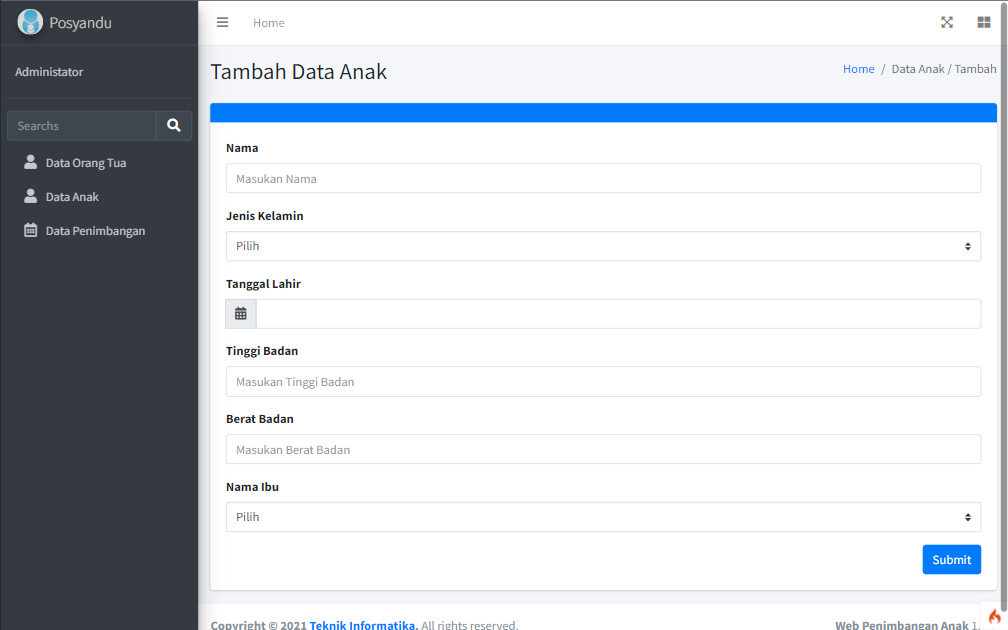 Posyandu
Home
Administator
Searchs
Data Orang Tua
Data Anak
Data Penimbangan
Tambah Data Anak
Home / Data Anak / Tambah
Nama
Masukan Nama
Jenis Kelamin
Pilih
Tanggal Lahir
Tinggi Badan
Masukan Tinggi Badan
Berat Badan
Masukan Berat Badan
Nama Ibu
Pilih
Submit
Copyright © 2021 Teknik Informatika. All rights reserved.
Web Penimbangan Anak 1.